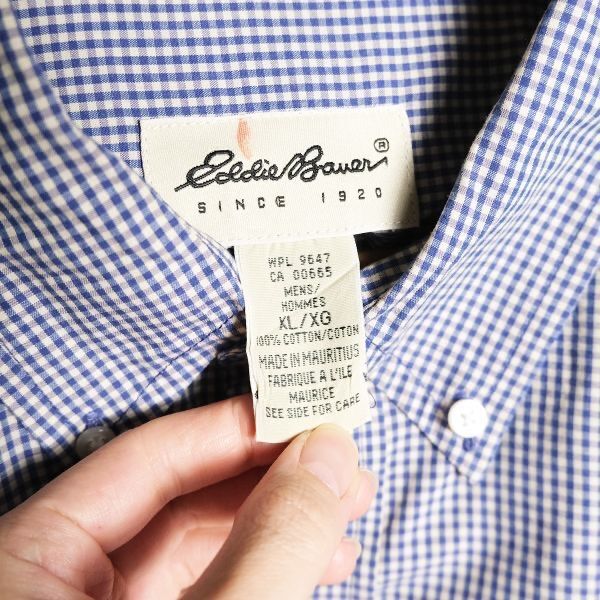 Eddie Bauer ®
SINCE 1920
WPL 9647
CA 00665
MENS/
HOMMES
XL/XG
100% COTTON/COTON
MADE IN MAURITIUS
FABRIQUE A L'ILE
MAURICE
SEE SIDE FOR CARE